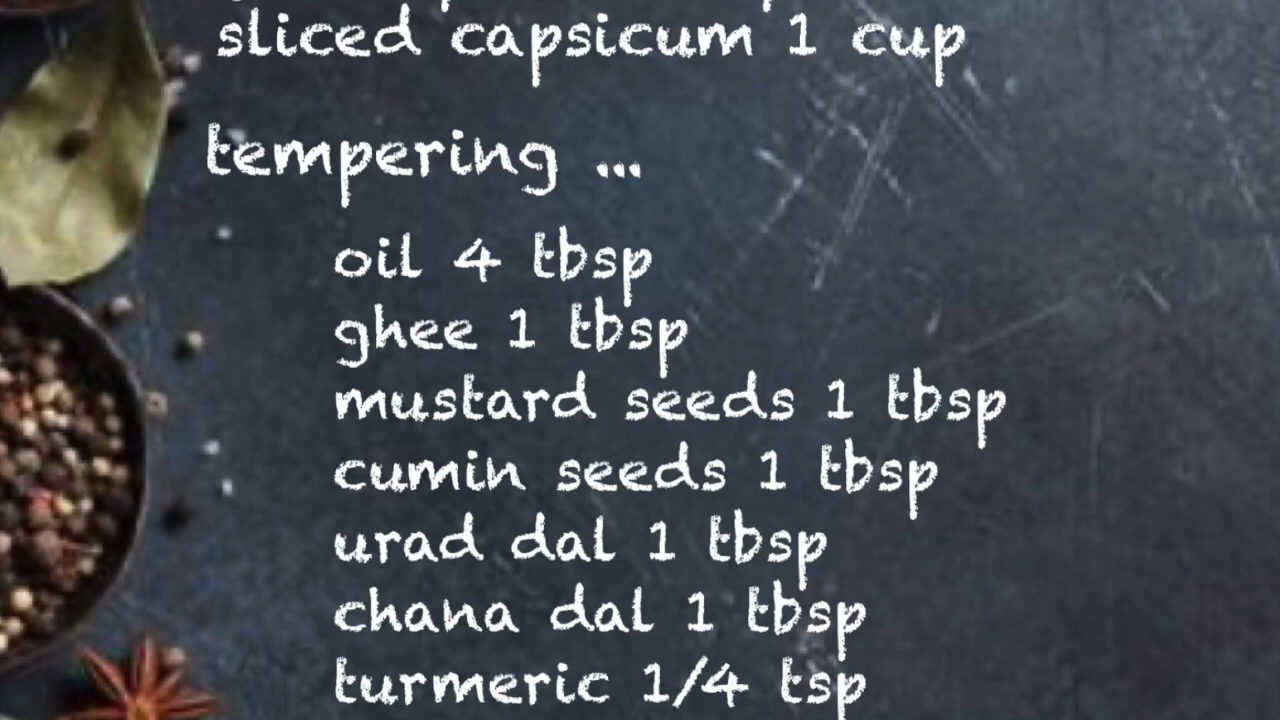 sliced capsicum 1 cup
tempering ...
oil 4 tbsp
ghee 1 tbsp
mustard seeds 1 tbsp
cumin seeds 1 tbsp
urad dal 1 tbsp
chana dal 1 tbsp
turmeric 1/4 tsp